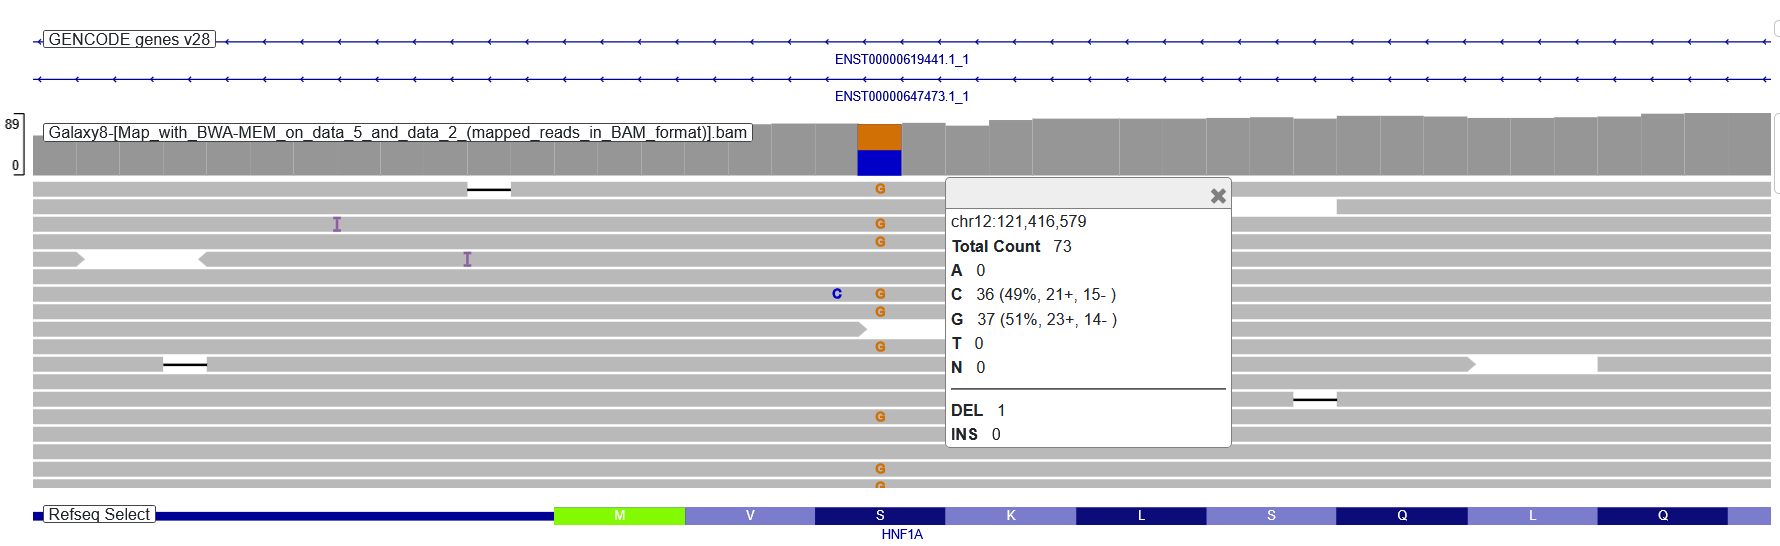 GENCODE genes v28
ENST00000619441.1_1
ENST00000647473.1_1
89
Galaxy8-[Map_with_BWA-MEM_on_data_5_and_data_2_(mapped_reads_in_BAM_format)].bam
0
G
I G
G
I
C G
G
G
G
G
G
chr12:121,416,579
Total Count 73
A 0
C 36 (49%, 21+, 15- )
G 37 (51%, 23+, 14- )
T 0
N 0
DEL 1
INS 0
Refseq Select M V S K L S Q L Q
HNF1A